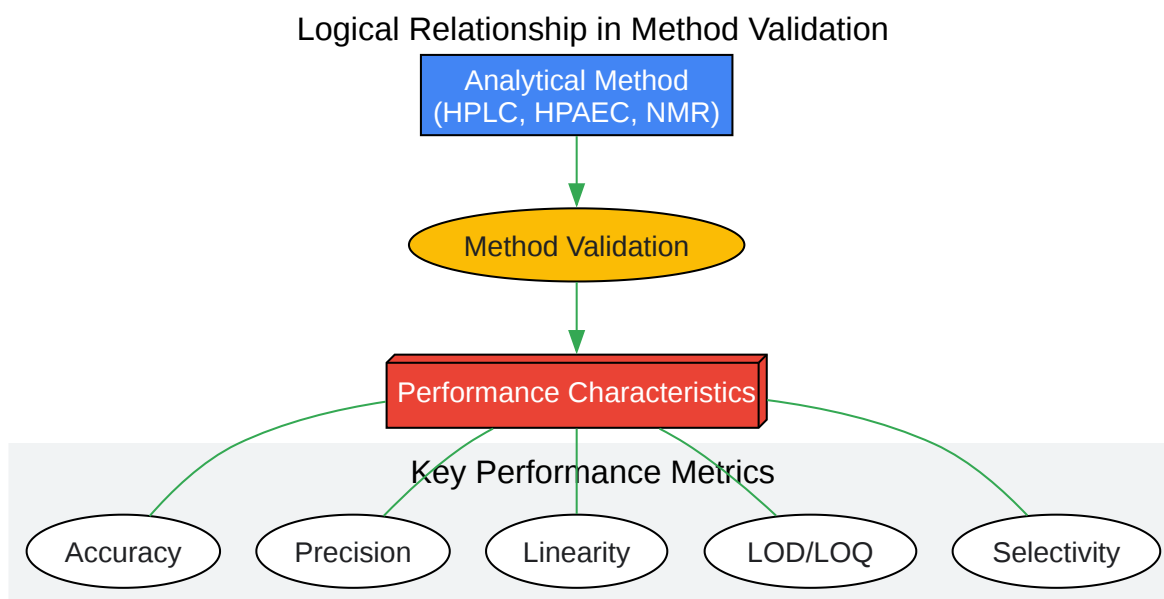 Logical Relationship in Method Validation
Analytical Method
(HPLC, HPAEC, NMR)
Method Validation
Performance Characteristics
Key Performance Metrics
Accuracy
Precision
Linearity
LOD/LOQ
Selectivity